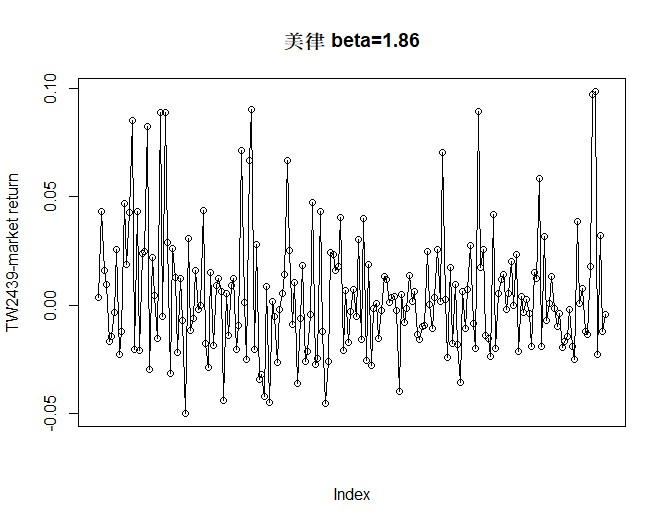 美律 beta=1.86
TW2439-market return
0.10
0.05
0.00
-0.05
Index